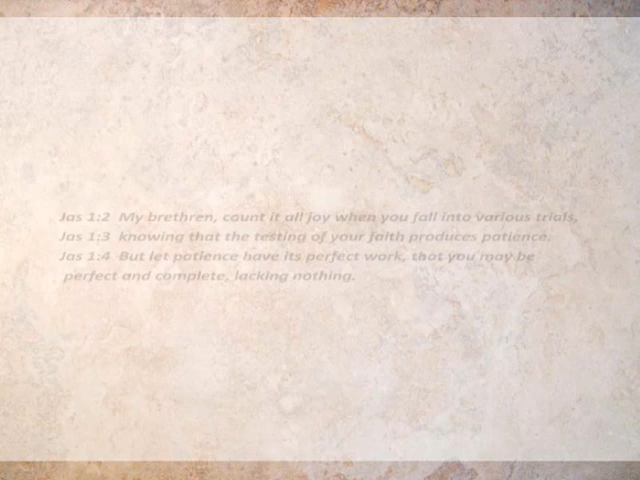 Jas 1:2 My brethren, count it all joy when you fall into various trials,
Jas 1:3 knowing that the testing of your faith produces patience.
Jas 1:4 But let patience have its perfect work, that you may be
perfect and complete, lacking nothing.